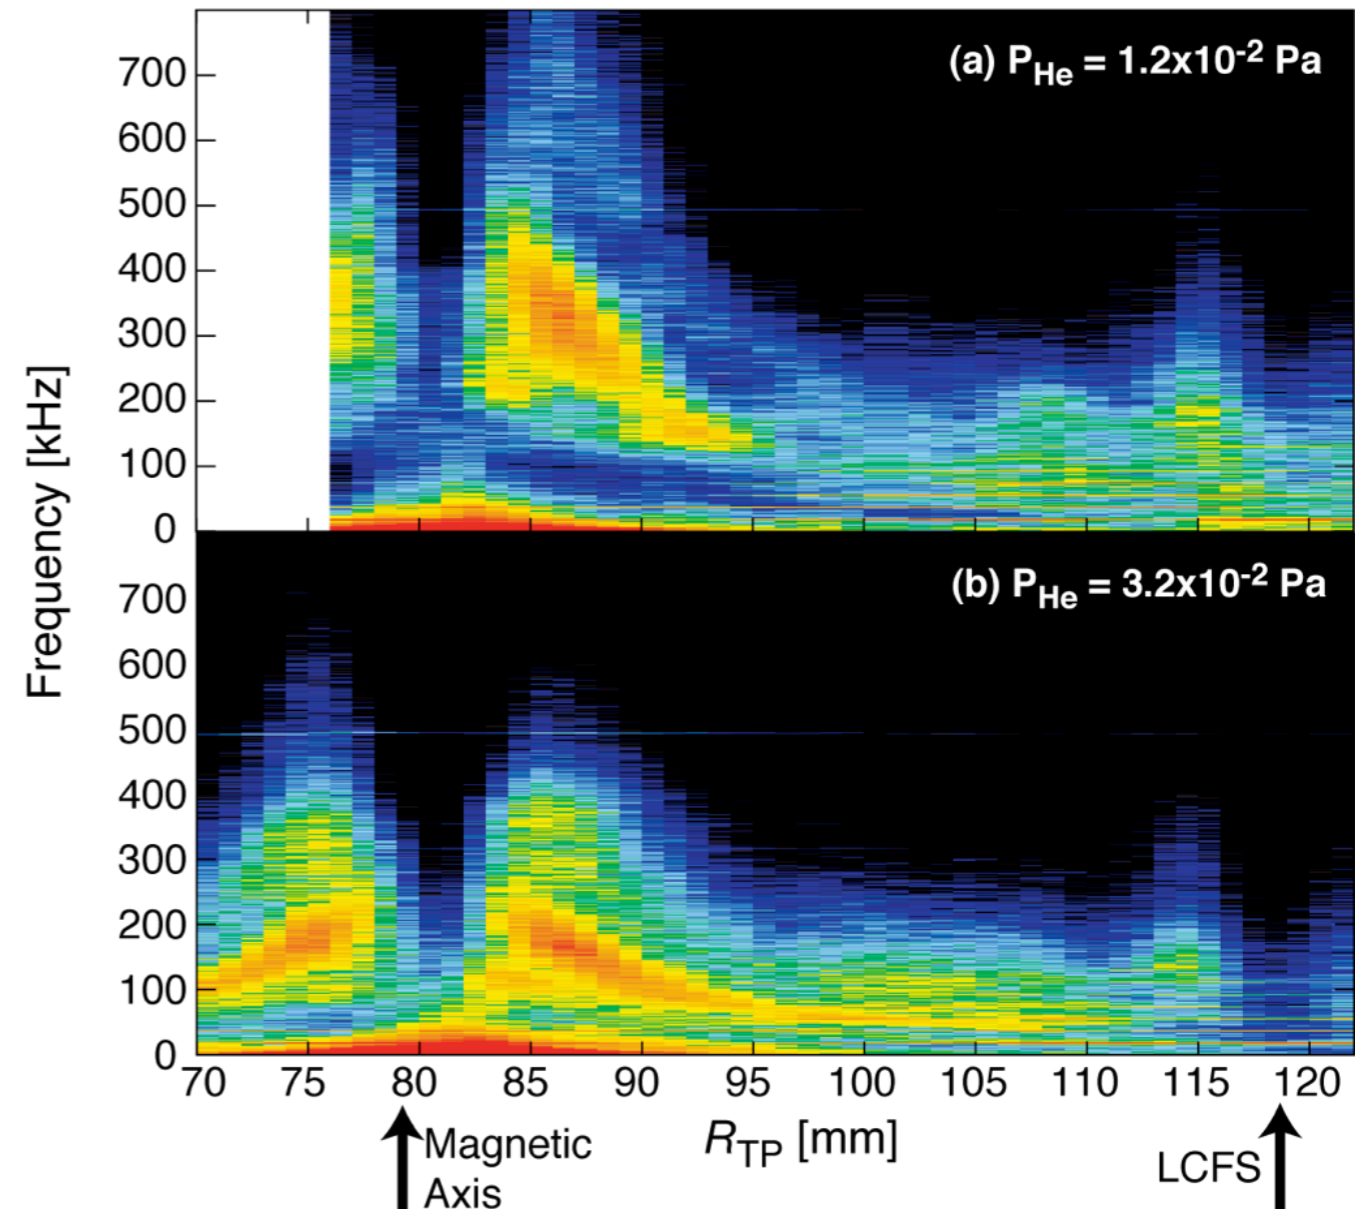 (a) P_He = 1.2x10^-2 Pa
700
600
500
400
300
200
100
0
Frequency [kHz]
(b) P_He = 3.2x10^-2 Pa
700
600
500
400
300
200
100
0
70 75 80 85 90 95 100 105 110 115 120
R_TP [mm]
Magnetic
Axis
LCFS